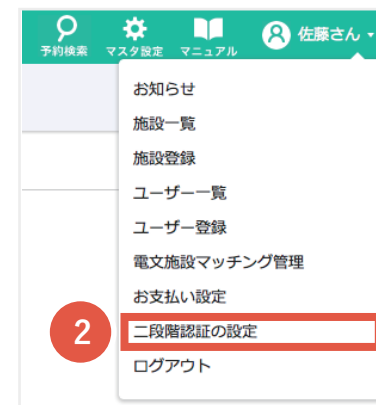 予約検索 マスタ設定 マニュアル 佐藤さん
お知らせ
施設一覧
施設登録
ユーザー一覧
ユーザー登録
電文施設マッチング管理
お支払い設定
2 二段階認証の設定
ログアウト